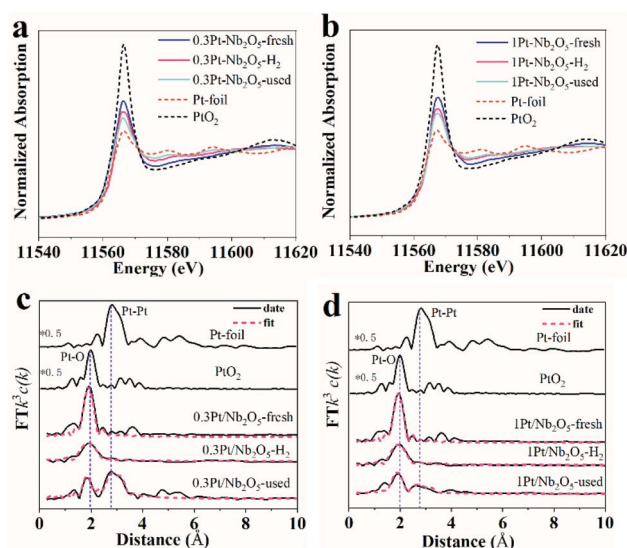 a
0.3Pt-Nb₂O₅-fresh
0.3Pt-Nb₂O₅-H₂
0.3Pt-Nb₂O₅-used
Pt-foil
PtO₂
Normalized Absorption
11540 11560 11580 11600 11620
Energy (eV)
b
1Pt-Nb₂O₅-fresh
1Pt-Nb₂O₅-H₂
1Pt-Nb₂O₅-used
Pt-foil
PtO₂
Normalized Absorption
11540 11560 11580 11600 11620
Energy (eV)
c
date
fit
Pt-Pt
*0.5
Pt-foil
Pt-O
*0.5
PtO₂
0.3Pt/Nb₂O₅-fresh
0.3Pt/Nb₂O₅-H₂
0.3Pt/Nb₂O₅-used
FTk³ c(k)
0 2 4 6 8 10
Distance (Å)
d
date
fit
Pt-Pt
*0.5
Pt-foil
Pt-O
*0.5
PtO₂
1Pt/Nb₂O₅-fresh
1Pt/Nb₂O₅-H₂
1Pt/Nb₂O₅-used
FTk³ c(k)
0 2 4 6 8 10
Distance (Å)